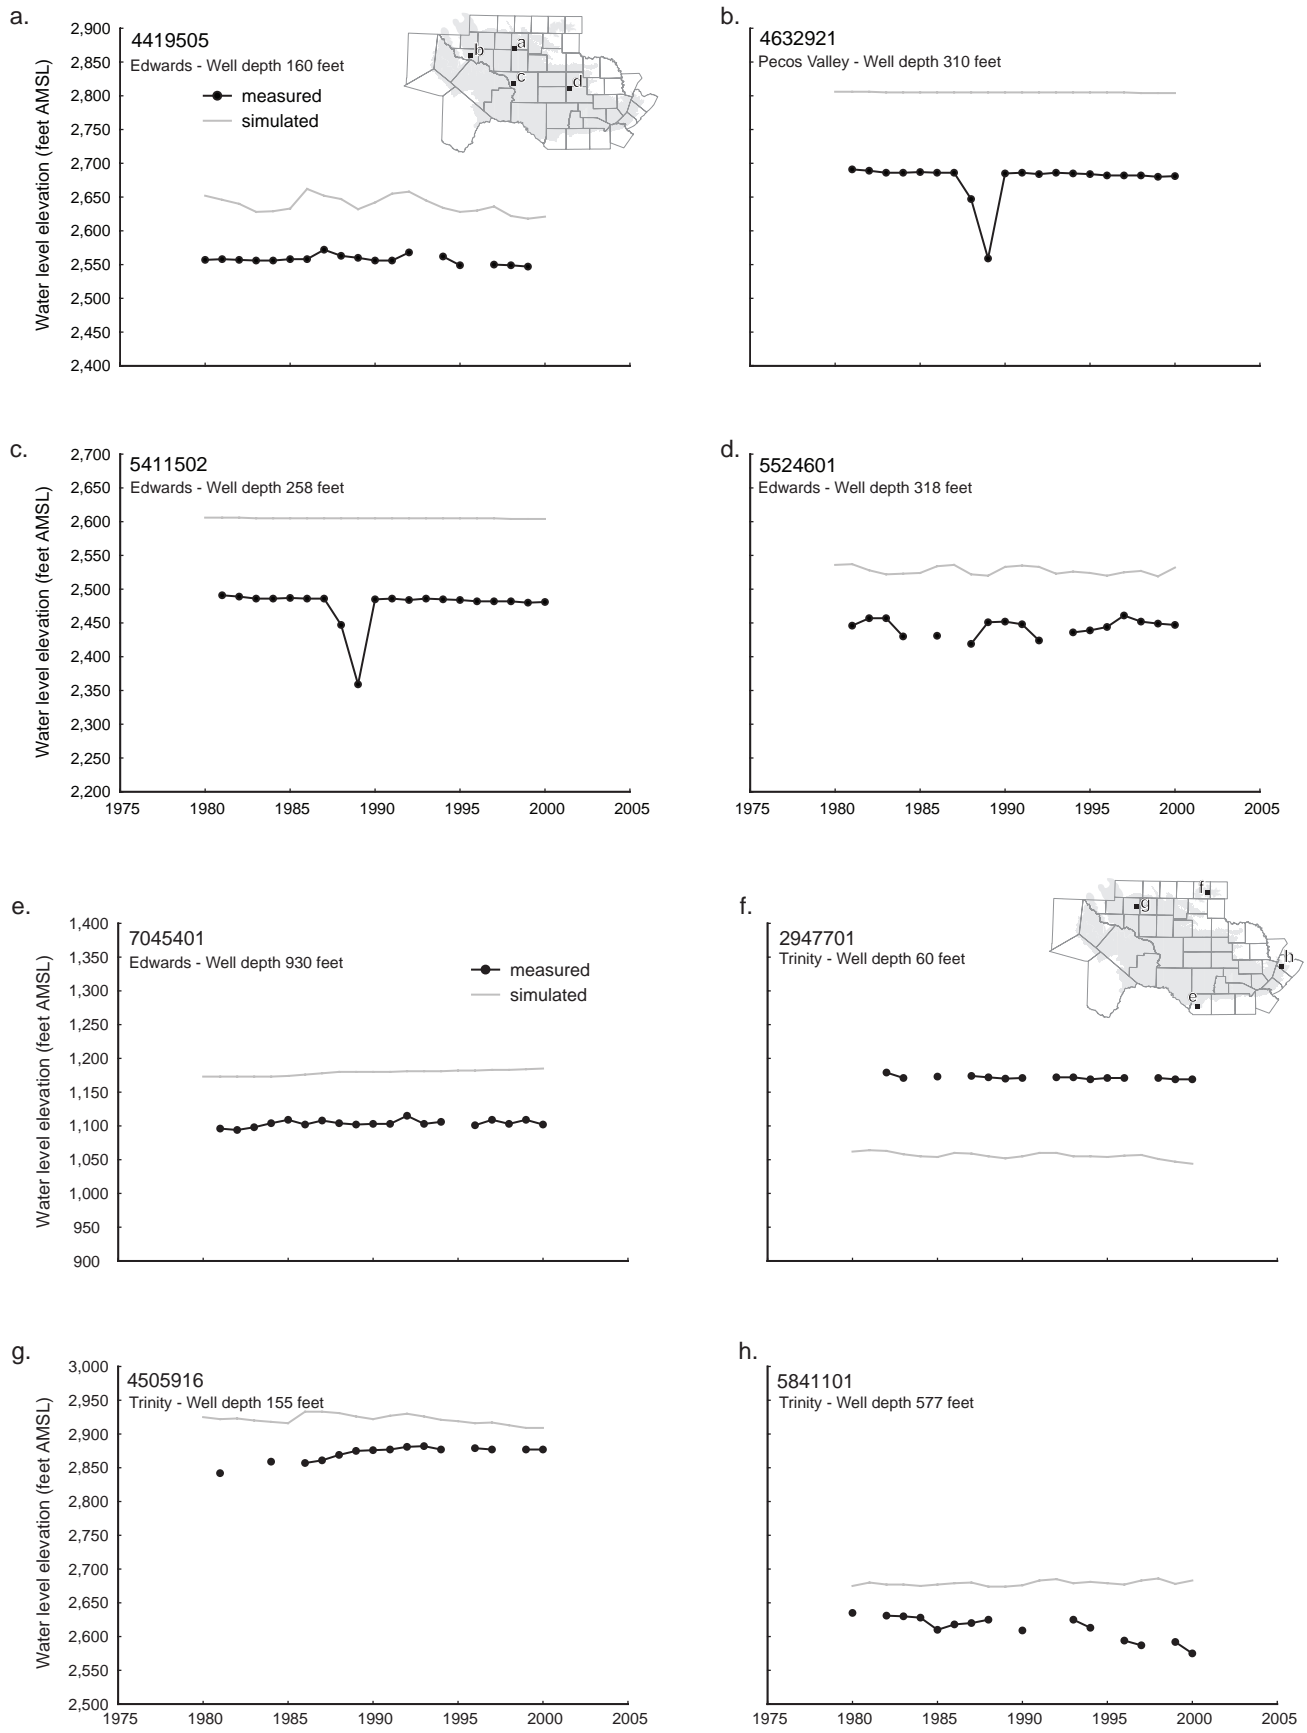 a.
4419505
Edwards - Well depth 160 feet
measured
simulated
a
b
c
d
Water level elevation (feet AMSL)
2,900
2,850
2,800
2,750
2,700
2,650
2,600
2,550
2,500
2,450
2,400
b.
4632921
Pecos Valley - Well depth 310 feet
c.
5411502
Edwards - Well depth 258 feet
Water level elevation (feet AMSL)
2,700
2,650
2,600
2,550
2,500
2,450
2,400
2,350
2,300
2,250
2,200
1975 1980 1985 1990 1995 2000 2005
d.
5524601
Edwards - Well depth 318 feet
1975 1980 1985 1990 1995 2000 2005
e.
7045401
Edwards - Well depth 930 feet
measured
simulated
Water level elevation (feet AMSL)
1,400
1,350
1,300
1,250
1,200
1,150
1,100
1,050
1,000
950
900
f.
2947701
Trinity - Well depth 60 feet
f
g
h
e
g.
4505916
Trinity - Well depth 155 feet
Water level elevation (feet AMSL)
3,000
2,950
2,900
2,850
2,800
2,750
2,700
2,650
2,600
2,550
2,500
1975 1980 1985 1990 1995 2000 2005
h.
5841101
Trinity - Well depth 577 feet
1975 1980 1985 1990 1995 2000 2005